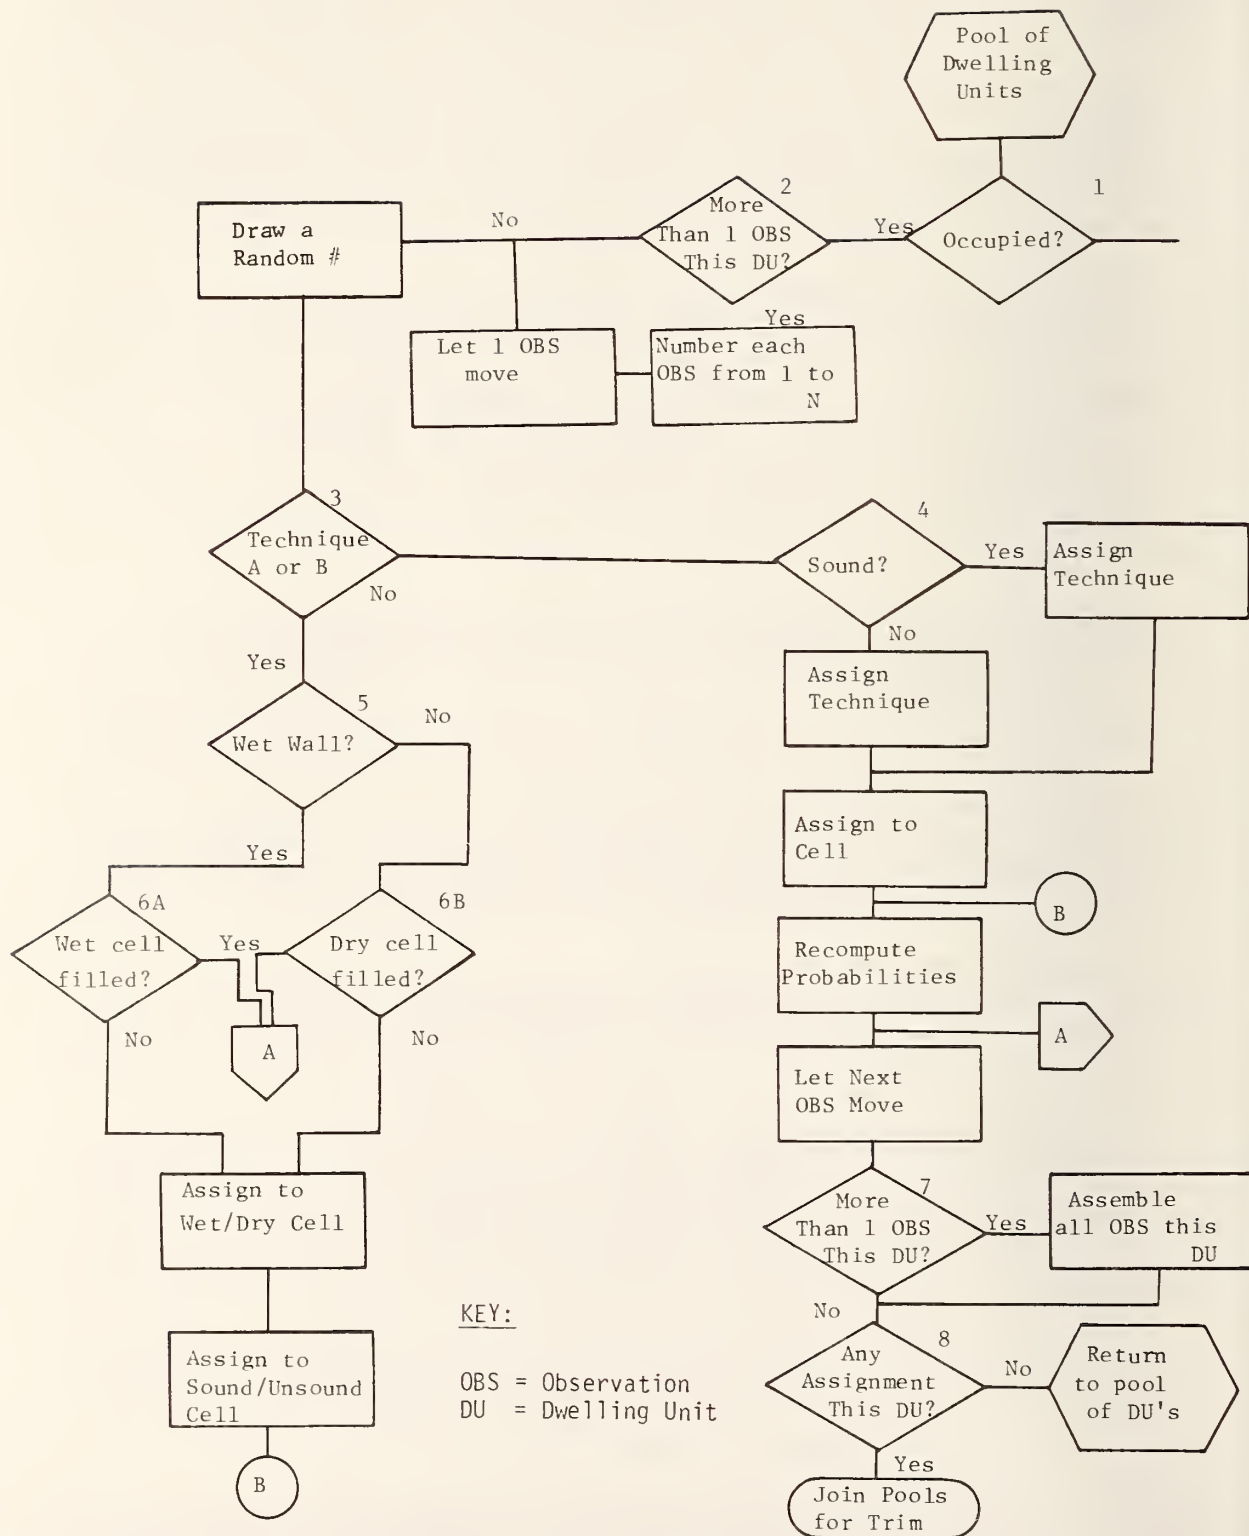 Pool of
Dwelling
Units
1
Occupied?
Yes
2
More
Than 1 OBS
This DU?
No
Yes
Draw a
Random #
Let 1 OBS
move
Number each
OBS from 1 to
N
3
Technique
A or B
No
Yes
4
Sound?
Yes
No
Assign
Technique
Assign
Technique
5
Wet Wall?
No
Yes
Assign to
Cell
6A
Wet cell
filled?
Yes
No
6B
Dry cell
filled?
No
A
B
Recompute
Probabilities
A
Let Next
OBS Move
Assign to
Wet/Dry Cell
7
More
Than 1 OBS
This DU?
Yes
No
Assemble
all OBS this
DU
Assign to
Sound/Unsound
Cell
B
KEY:
OBS = Observation
DU = Dwelling Unit
8
Any
Assignment
This DU?
No
Yes
Return
to pool
of DU's
Join Pools
for Trim